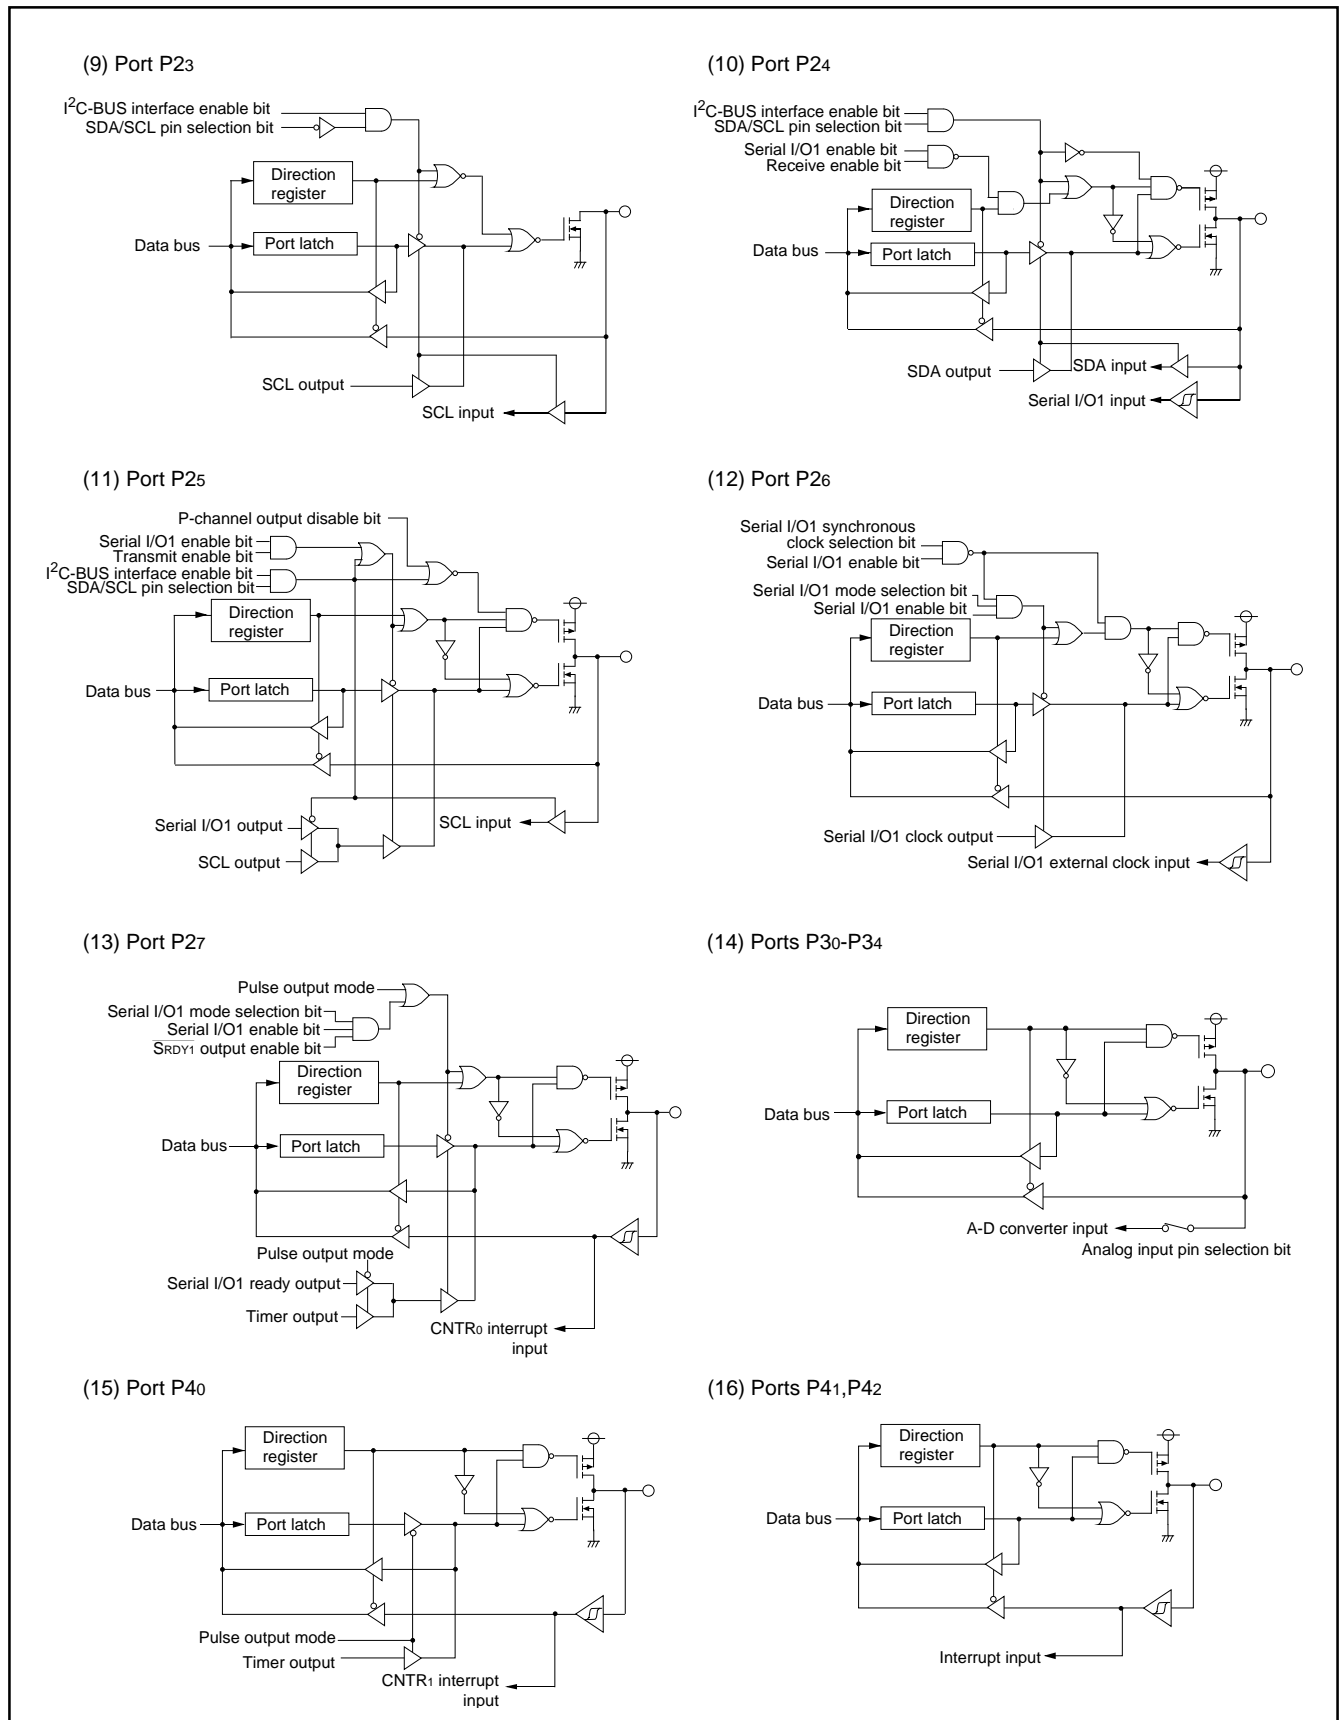 (9) Port P23
I2C-BUS interface enable bit
SDA/SCL pin selection bit
Direction
register
Data bus
Port latch
SCL output
SCL input
(10) Port P24
I2C-BUS interface enable bit
SDA/SCL pin selection bit
Serial I/O1 enable bit
Receive enable bit
Direction
register
Data bus
Port latch
SDA output
SDA input
Serial I/O1 input
(11) Port P25
P-channel output disable bit
Serial I/O1 enable bit
Transmit enable bit
I2C-BUS interface enable bit
SDA/SCL pin selection bit
Direction
register
Data bus
Port latch
Serial I/O1 output
SCL input
SCL output
(12) Port P26
Serial I/O1 synchronous
clock selection bit
Serial I/O1 enable bit
Serial I/O1 mode selection bit
Serial I/O1 enable bit
Direction
register
Data bus
Port latch
Serial I/O1 clock output
Serial I/O1 external clock input
(13) Port P27
Pulse output mode
Serial I/O1 mode selection bit
Serial I/O1 enable bit
SRDY1 output enable bit
Direction
register
Data bus
Port latch
Pulse output mode
Serial I/O1 ready output
Timer output
CNTR0 interrupt
input
(14) Ports P30-P34
Direction
register
Data bus
Port latch
A-D converter input
Analog input pin selection bit
(15) Port P40
Direction
register
Data bus
Port latch
Pulse output mode
Timer output
CNTR1 interrupt
input
(16) Ports P41,P42
Direction
register
Data bus
Port latch
Interrupt input